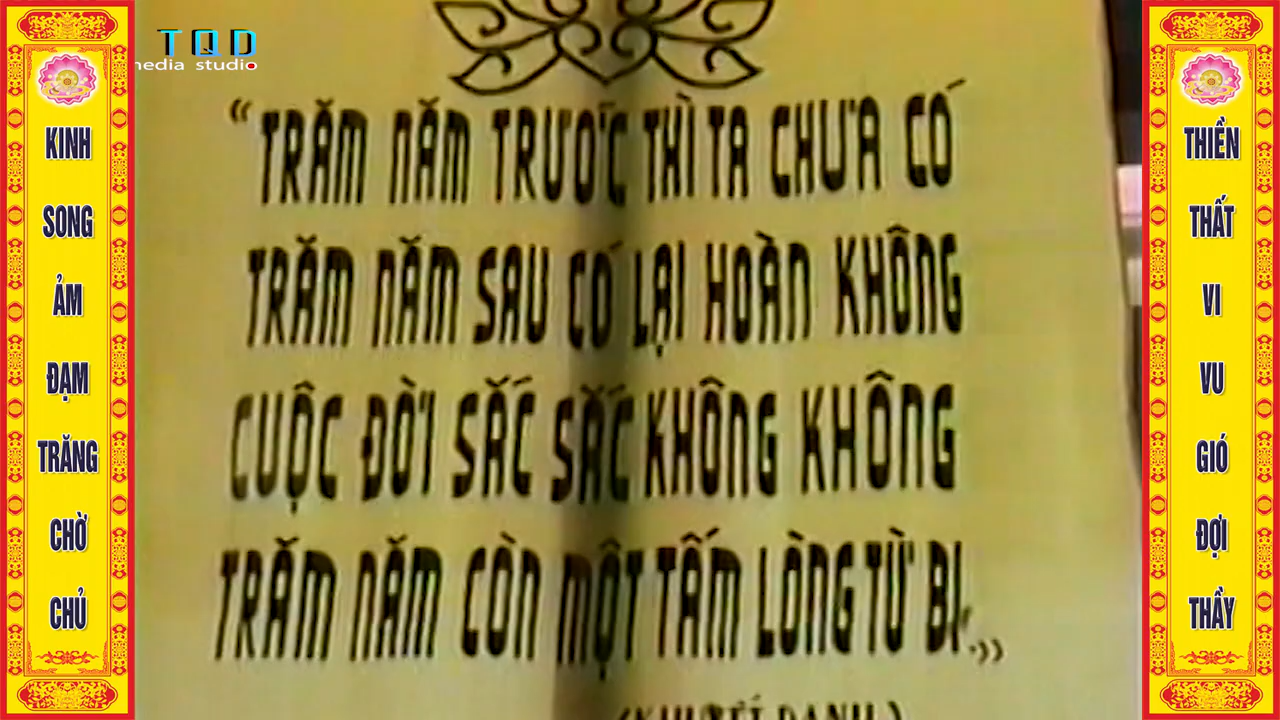 TQD
media studio
KINH
SONG
ẢM
ĐẠM
TRĂNG
CHỜ
CHỦ
“TRĂM NĂM TRƯỚC THÌ TA CHƯA CÓ
TRĂM NĂM SAU CÓ LẠI HOÀN KHÔNG
CUỘC ĐỜI SẮC SẮC KHÔNG KHÔNG
TRĂM NĂM CÒN MỘT TẤM LÒNG TỪ BI.”
(KHUYẾT DANH)
THIỀN
THẤT
VI
VU
GIÓ
ĐỢI
THẦY